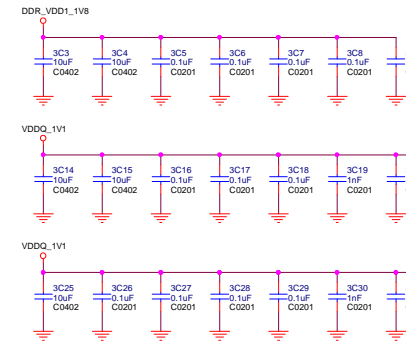 DDR_VDD1_1V8
3C3 3C4 3C5 3C6 3C7 3C8
10uF 10uF 0.1uF 0.1uF 0.1uF 0.1uF
C0402 C0402 C0201 C0201 C0201 C0201
VDDQ_1V1
3C14 3C15 3C16 3C17 3C18 3C19
10uF 10uF 0.1uF 0.1uF 0.1uF 1nF
C0402 C0402 C0201 C0201 C0201 C0201
VDDQ_1V1
3C25 3C26 3C27 3C28 3C29 3C30
10uF 0.1uF 0.1uF 0.1uF 0.1uF 1nF
C0402 C0201 C0201 C0201 C0201 C0201